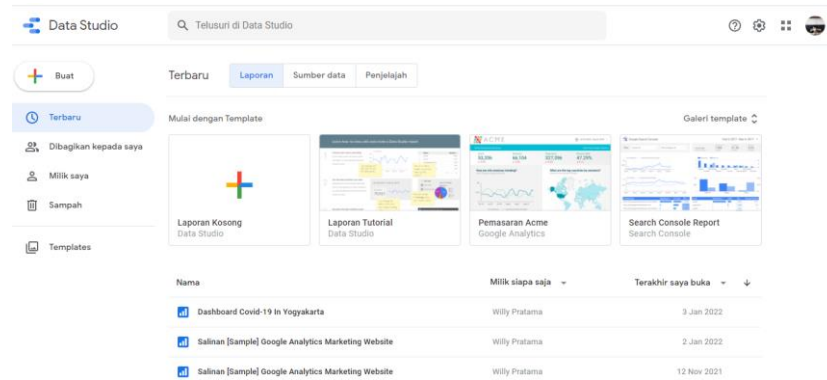 Data Studio
Telusuri di Data Studio
Buat
Terbaru
Laporan
Sumber data
Penjelajah
Terbaru
Dibagikan kepada saya
Milik saya
Sampah
Templates
Mulai dengan Template
Galeri template
Laporan Kosong
Data Studio
Laporan Tutorial
Data Studio
ACME
Pemasaran Acme
Google Analytics
Search Console Report
Search Console
Nama
Milik siapa saja
Terakhir saya buka
Dashboard Covid-19 In Yogyakarta
Willy Pratama
3 Jan 2022
Salinan [Sample] Google Analytics Marketing Website
Willy Pratama
2 Jan 2022
Salinan [Sample] Google Analytics Marketing Website
Willy Pratama
12 Nov 2021